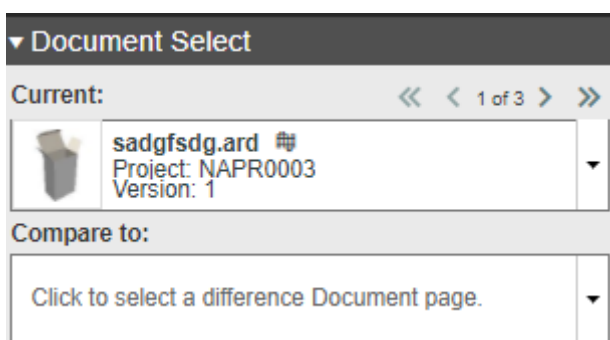 Document Select
Current:
1 of 3
sadgfsdg.ard
Project: NAPR0003
Version: 1
Compare to:
Click to select a difference Document page.